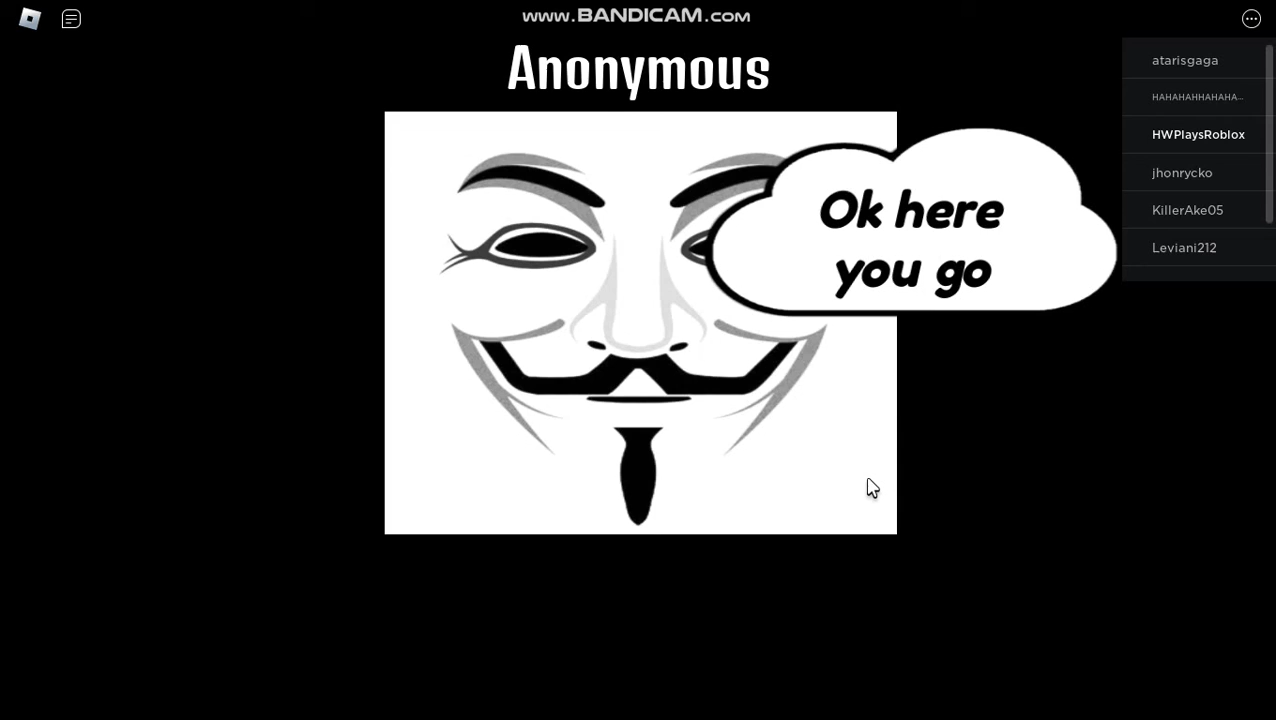 www.BANDICAM.com
Anonymous
atarisgaga
HAHAHAHHAHAHA...
HWPlaysRoblox
jhonrycko
KillerAke05
Leviani212
Ok here
you go